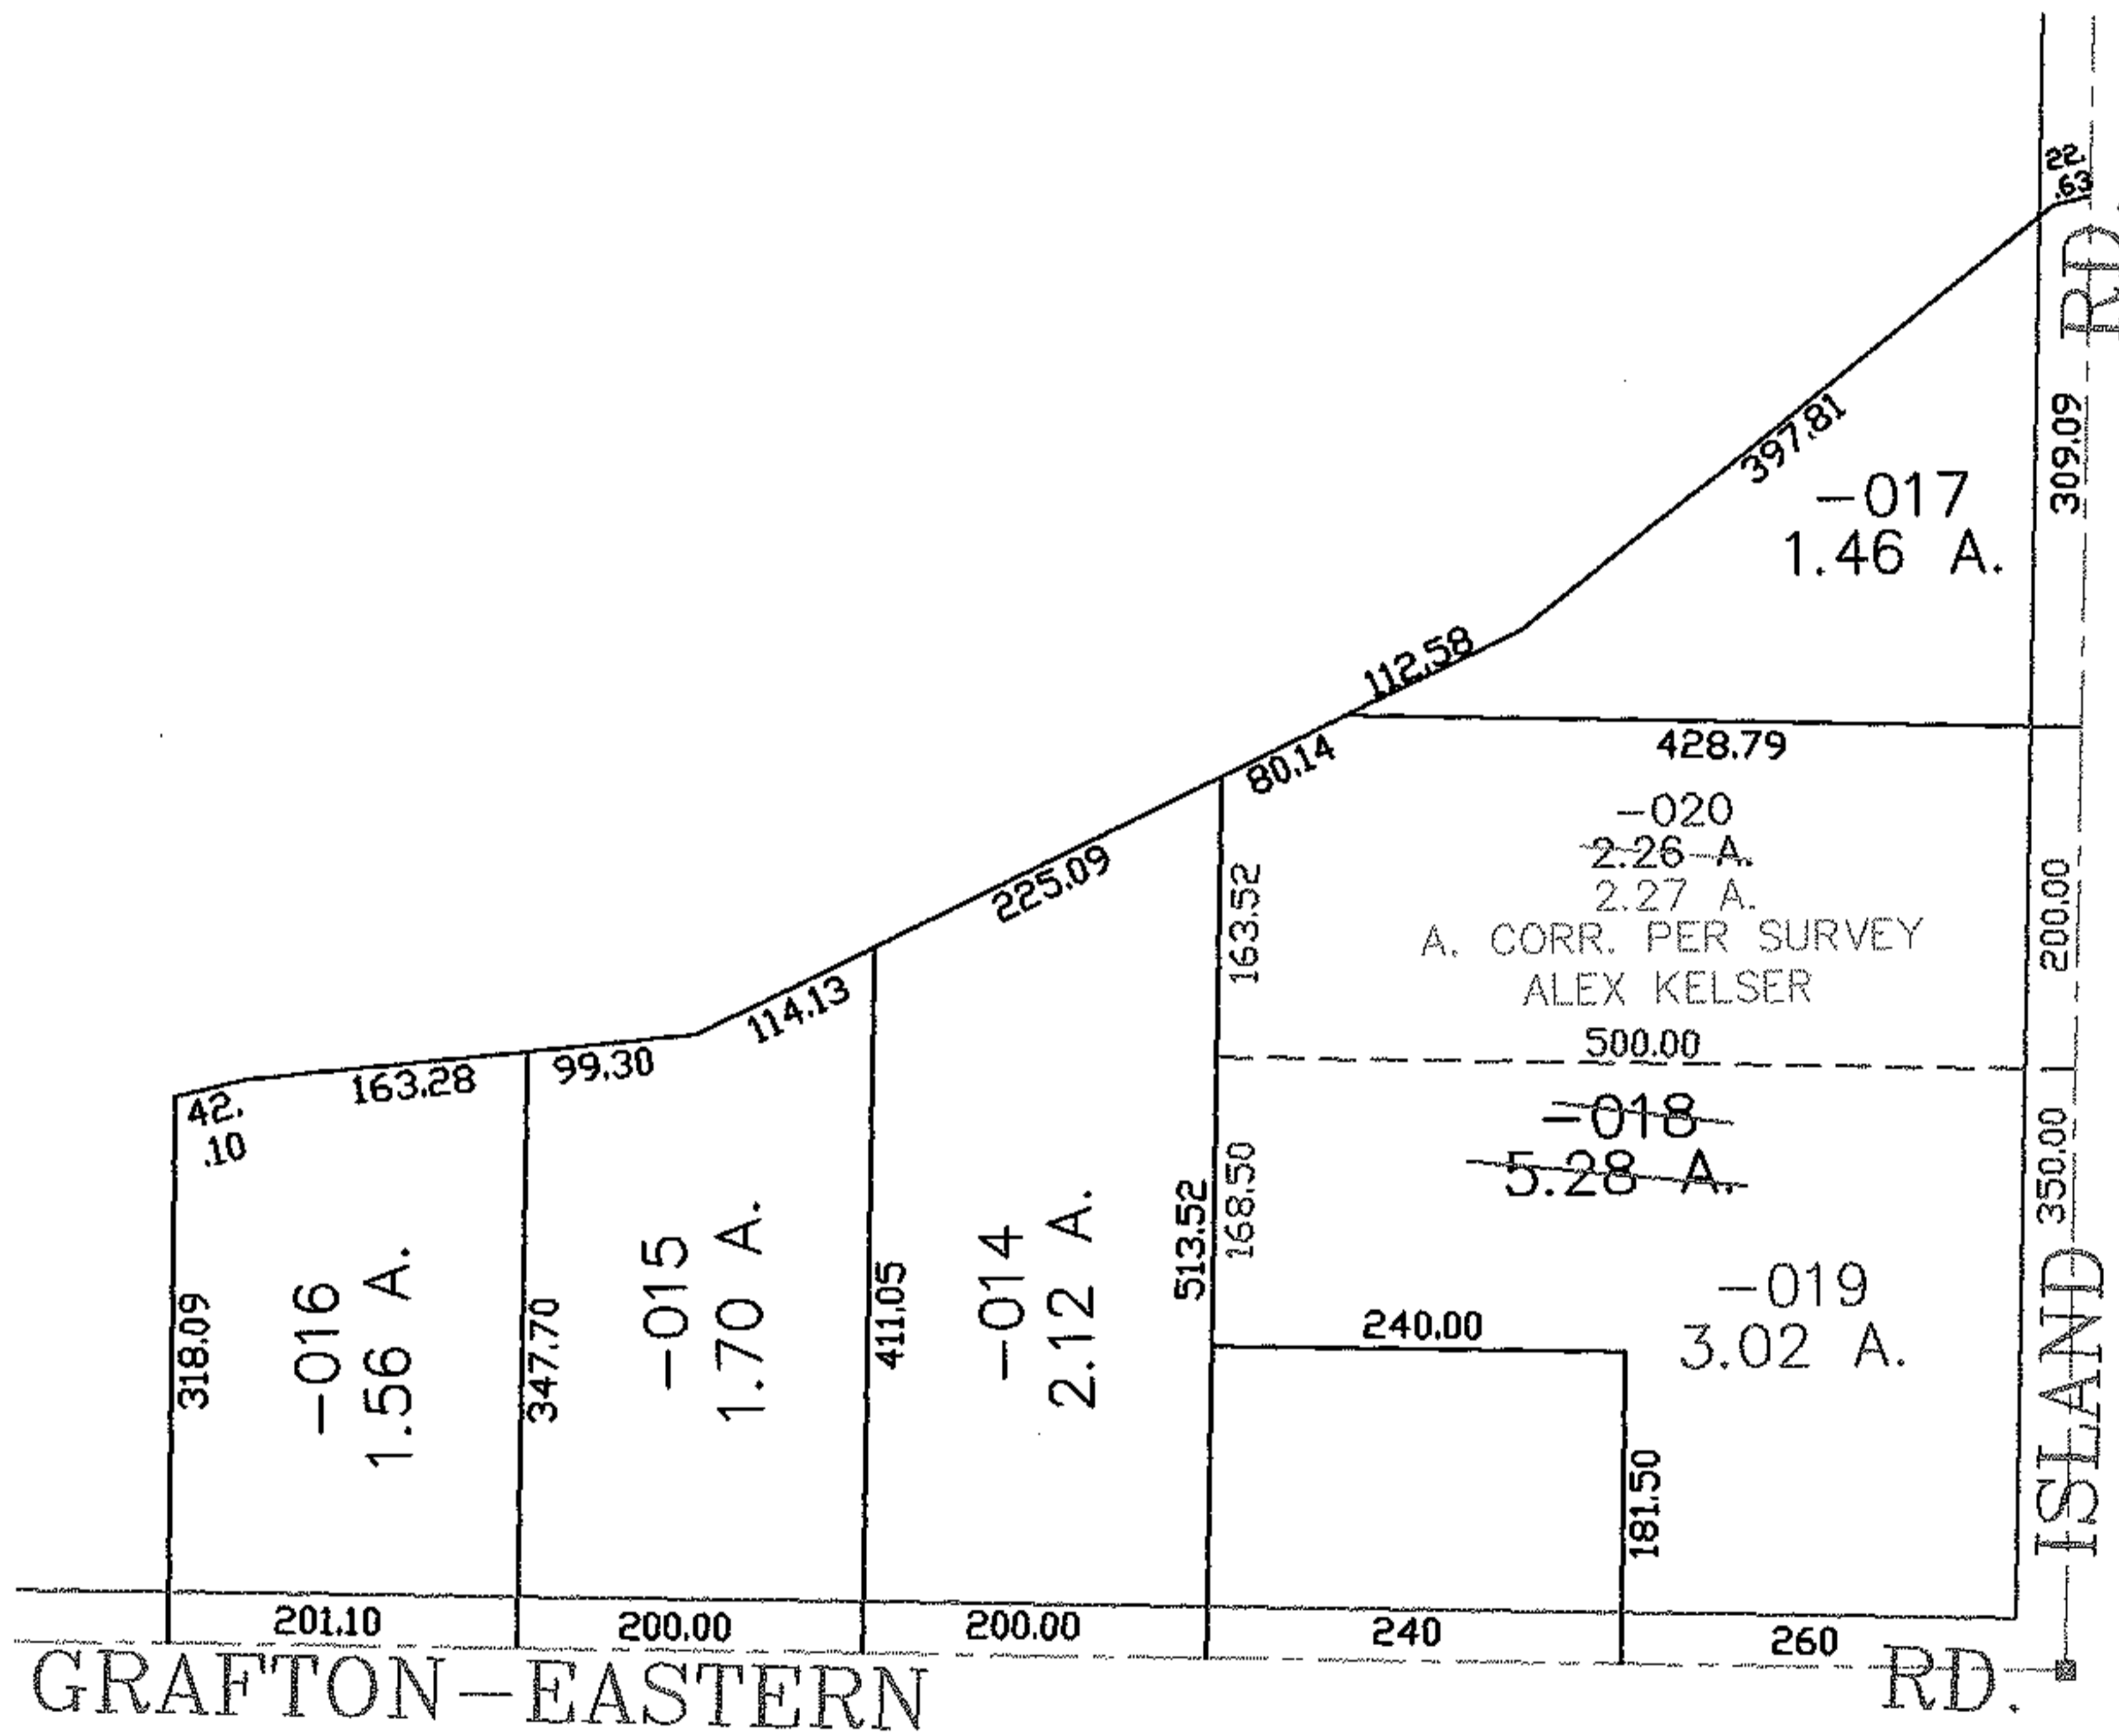 22
.63
RD.
397.81
309.09
-017
1.46 A.
112.58
428.79
80.14
-020
2.26 A.
2.27 A.
A. CORR. PER SURVEY
ALEX KELSER
200.00
163.52
225.09
500.00
114.13
99.30
163.28
42.
.10
-018
5.28 A.
350.00
168.50
513.52
-019
3.02 A.
240.00
318.09
-016
1.56 A.
347.70
-015
1.70 A.
411.05
-014
2.12 A.
181.50
ISLAND
201.10
200.00
200.00
240
260
GRAFTON-EASTERN RD.